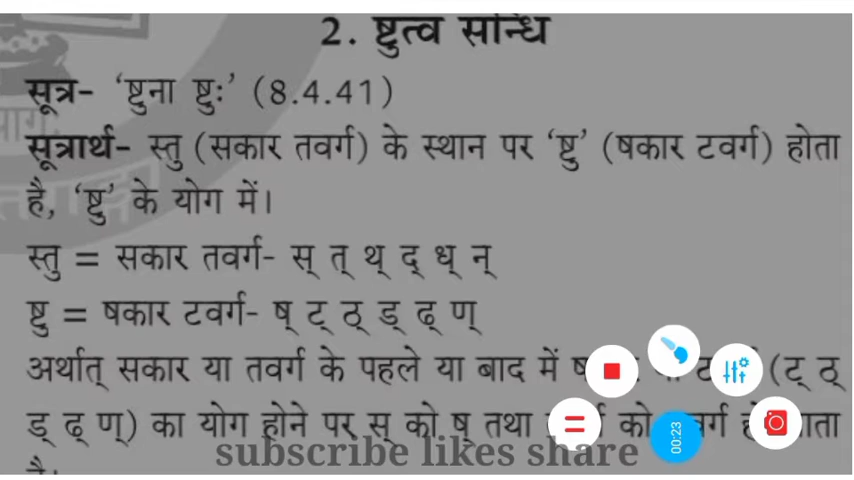 2. ष्टुत्व सन्धि
सूत्र- 'ष्टुना ष्टुः' (8.4.41)
सूत्रार्थ- स्तु (सकार तवर्ग) के स्थान पर 'ष्टु' (षकार टवर्ग) होता
है, 'ष्टु' के योग में।
स्तु = सकार तवर्ग- स् त् थ् द् ध् न्
ष्टु = षकार टवर्ग- ष् ट् ठ् ड् ढ् ण्
अर्थात् सकार या तवर्ग के पहले या बाद में (ट् ठ्
ड् ढ् ण्) का योग होने पर स् को ष् तथा को
subscribe likes share
00:23